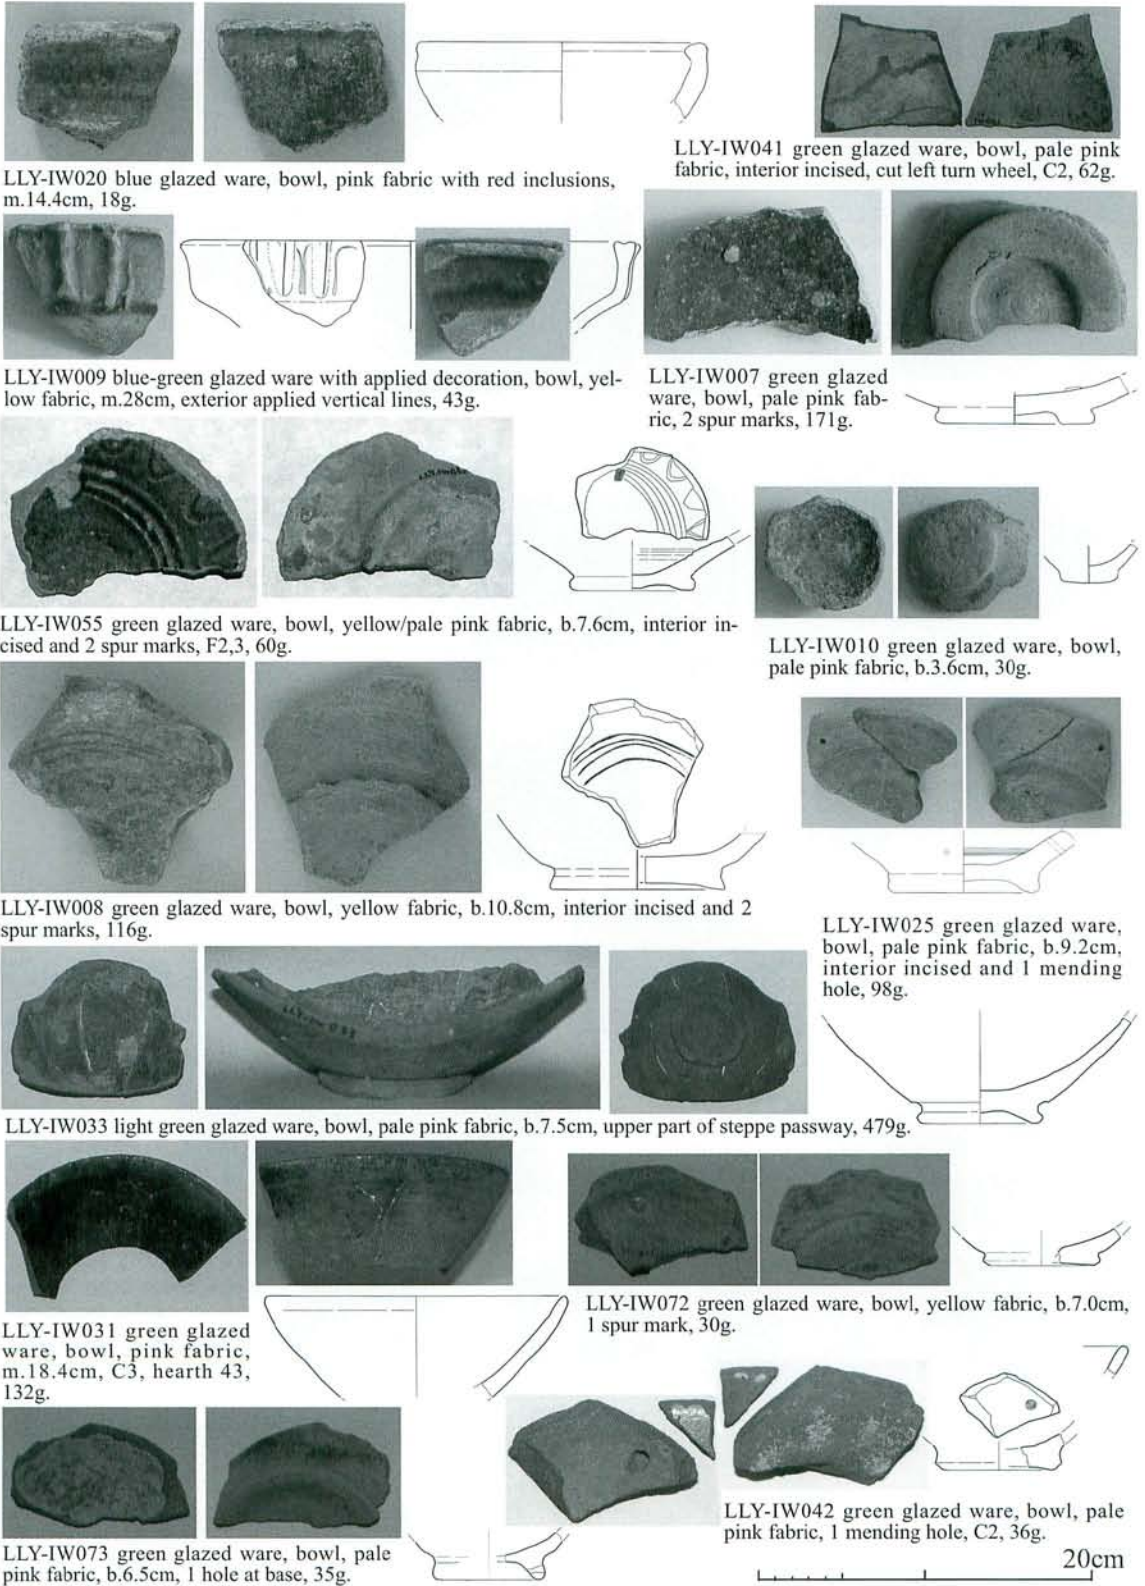 LLY-IW020 blue glazed ware, bowl, pink fabric with red inclusions,
m.14.4cm, 18g.
LLY-IW041 green glazed ware, bowl, pale pink
fabric, interior incised, cut left turn wheel, C2, 62g.
LLY-IW009 blue-green glazed ware with applied decoration, bowl, yel-
low fabric, m.28cm, exterior applied vertical lines, 43g.
LLY-IW007 green glazed
ware, bowl, pale pink fab-
ric, 2 spur marks, 171g.
LLY-IW055 green glazed ware, bowl, yellow/pale pink fabric, b.7.6cm, interior in-
cised and 2 spur marks, F2,3, 60g.
LLY-IW010 green glazed ware, bowl,
pale pink fabric, b.3.6cm, 30g.
LLY-IW008 green glazed ware, bowl, yellow fabric, b.10.8cm, interior incised and 2
spur marks, 116g.
LLY-IW025 green glazed ware,
bowl, pale pink fabric, b.9.2cm,
interior incised and 1 mending
hole, 98g.
LLY-IW033 light green glazed ware, bowl, pale pink fabric, b.7.5cm, upper part of steppe passway, 479g.
LLY-IW031 green glazed
ware, bowl, pink fabric,
m.18.4cm, C3, hearth 43,
132g.
LLY-IW072 green glazed ware, bowl, yellow fabric, b.7.0cm,
1 spur mark, 30g.
LLY-IW073 green glazed ware, bowl, pale
pink fabric, b.6.5cm, 1 hole at base, 35g.
LLY-IW042 green glazed ware, bowl, pale
pink fabric, 1 mending hole, C2, 36g.
20cm